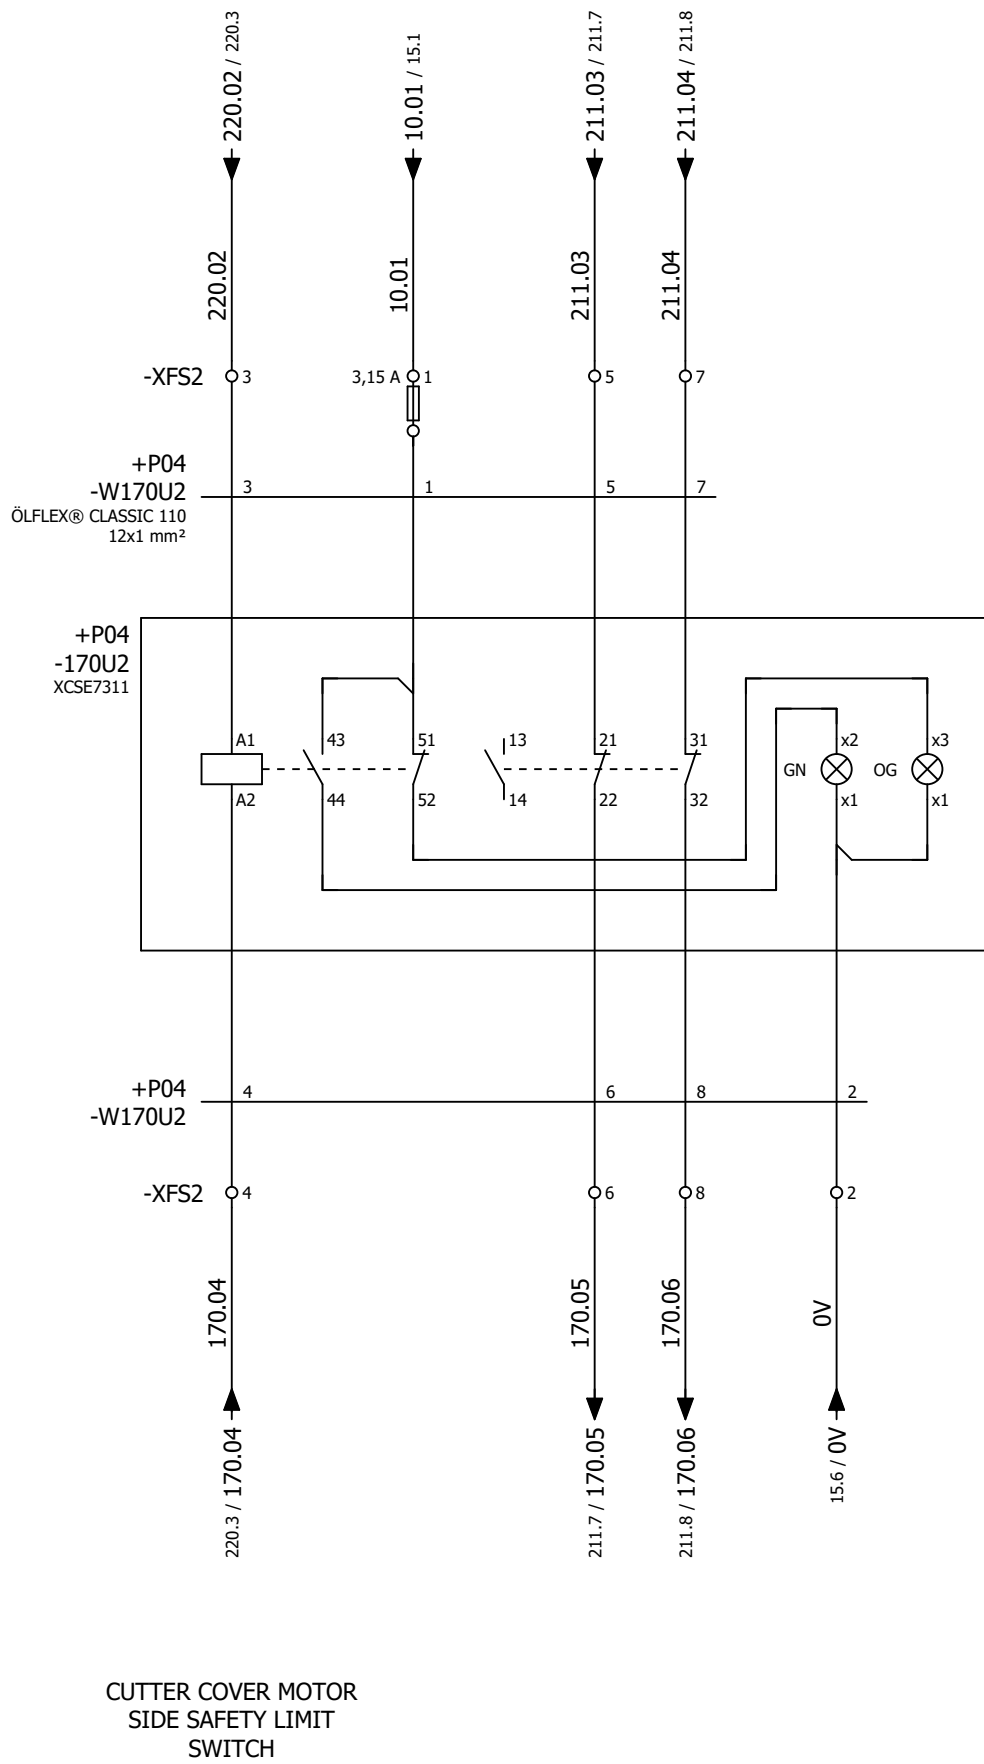 220.02 / 220.3
10.01 / 15.1
211.03 / 211.7
211.04 / 211.8
220.02
10.01
211.03
211.04
-XFS2 3
3,15 A 1
5
7
+P04
-W170U2
ÖLFLEX® CLASSIC 110
12x1 mm²
3
1
5
7
+P04
-170U2
XCSE7311
A1
43
51
13
21
31
x2
x3
GN
OG
A2
44
52
14
22
32
x1
x1
+P04
-W170U2
4
6
8
2
-XFS2 4
6
8
2
170.04
170.05
170.06
0V
220.3 / 170.04
211.7 / 170.05
211.8 / 170.06
15.6 / 0V
CUTTER COVER MOTOR
SIDE SAFETY LIMIT
SWITCH